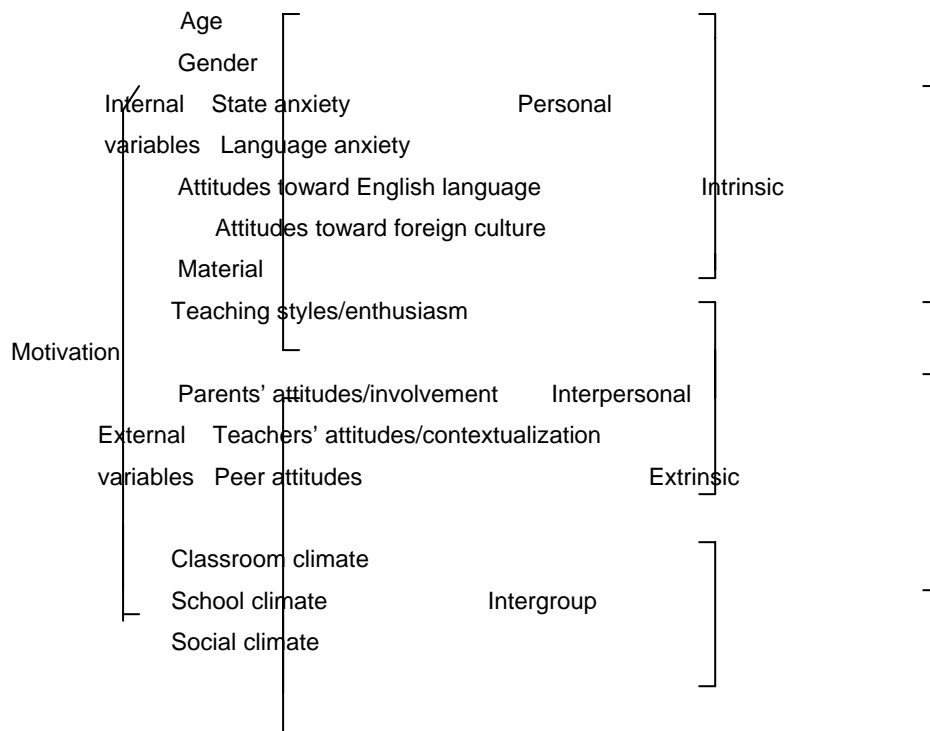 Age
Gender
Internal State anxiety Personal
variables Language anxiety
Attitudes toward English language Intrinsic
Attitudes toward foreign culture
Material
Teaching styles/enthusiasm
Motivation
Parents’ attitudes/involvement Interpersonal
External Teachers’ attitudes/contextualization
variables Peer attitudes Extrinsic
Classroom climate
School climate Intergroup
Social climate